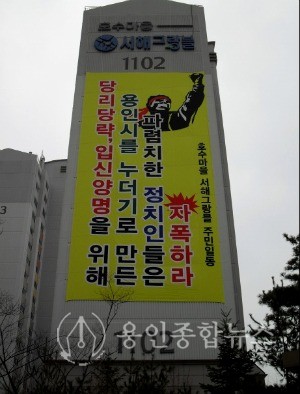 호수마을
서해그랑블
1102
당리당략,입신양명을 위해
용인시를 누더기로 만든
파렴치한 정치인들은
자폭하라
호수마을 서해그랑블 주민일동
용인종합뉴스
1102